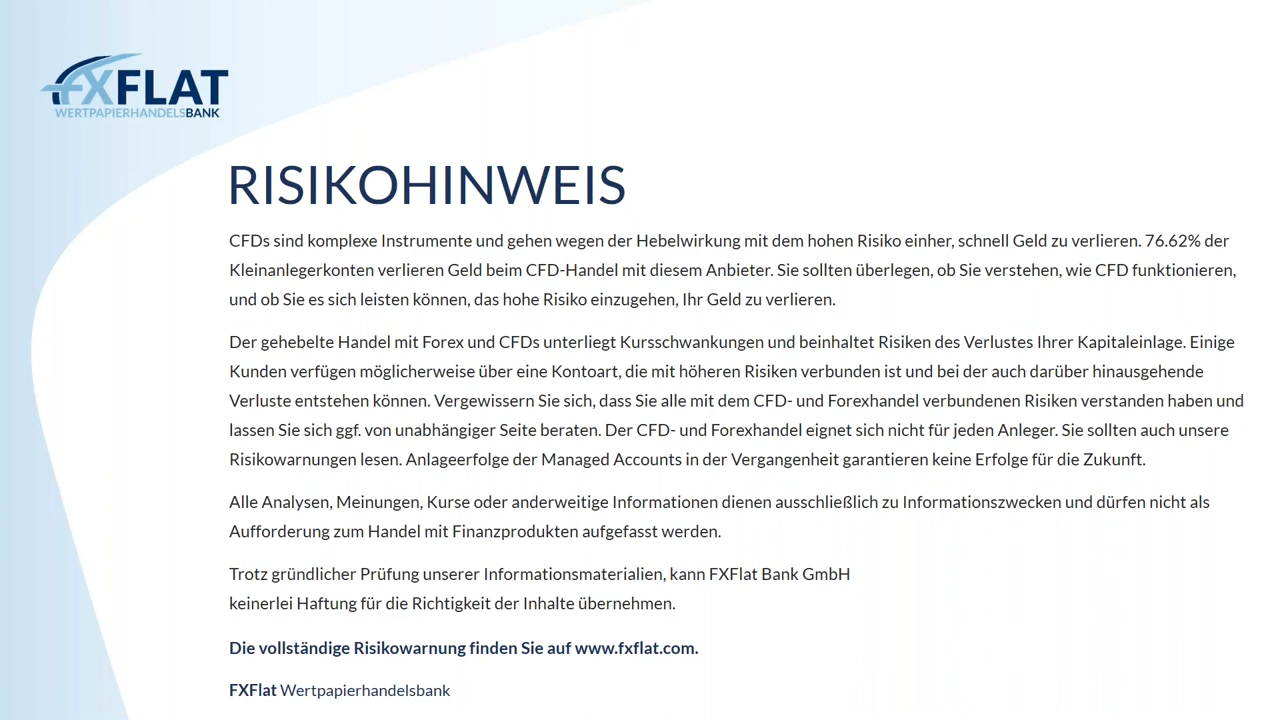 FXFLAT
WERTPAPIERHANDELSBANK
RISIKOHINWEIS
CFDs sind komplexe Instrumente und gehen wegen der Hebelwirkung mit dem hohen Risiko einher, schnell Geld zu verlieren. 76.62% der
Kleinanlegerkonten verlieren Geld beim CFD-Handel mit diesem Anbieter. Sie sollten überlegen, ob Sie verstehen, wie CFD funktionieren,
und ob Sie es sich leisten können, das hohe Risiko einzugehen, Ihr Geld zu verlieren.
Der gehebelte Handel mit Forex und CFDs unterliegt Kursschwankungen und beinhaltet Risiken des Verlustes Ihrer Kapitaleinlage. Einige
Kunden verfügen möglicherweise über eine Kontoart, die mit höheren Risiken verbunden ist und bei der auch darüber hinausgehende
Verluste entstehen können. Vergewissern Sie sich, dass Sie alle mit dem CFD- und Forexhandel verbundenen Risiken verstanden haben und
lassen Sie sich ggf. von unabhängiger Seite beraten. Der CFD- und Forexhandel eignet sich nicht für jeden Anleger. Sie sollten auch unsere
Risikowarnungen lesen. Anlageerfolge der Managed Accounts in der Vergangenheit garantieren keine Erfolge für die Zukunft.
Alle Analysen, Meinungen, Kurse oder anderweitige Informationen dienen ausschließlich zu Informationszwecken und dürfen nicht als
Aufforderung zum Handel mit Finanzprodukten aufgefasst werden.
Trotz gründlicher Prüfung unserer Informationsmaterialien, kann FXFlat Bank GmbH
keinerlei Haftung für die Richtigkeit der Inhalte übernehmen.
Die vollständige Risikowarnung finden Sie auf www.fxflat.com.
FXFlat Wertpapierhandelsbank